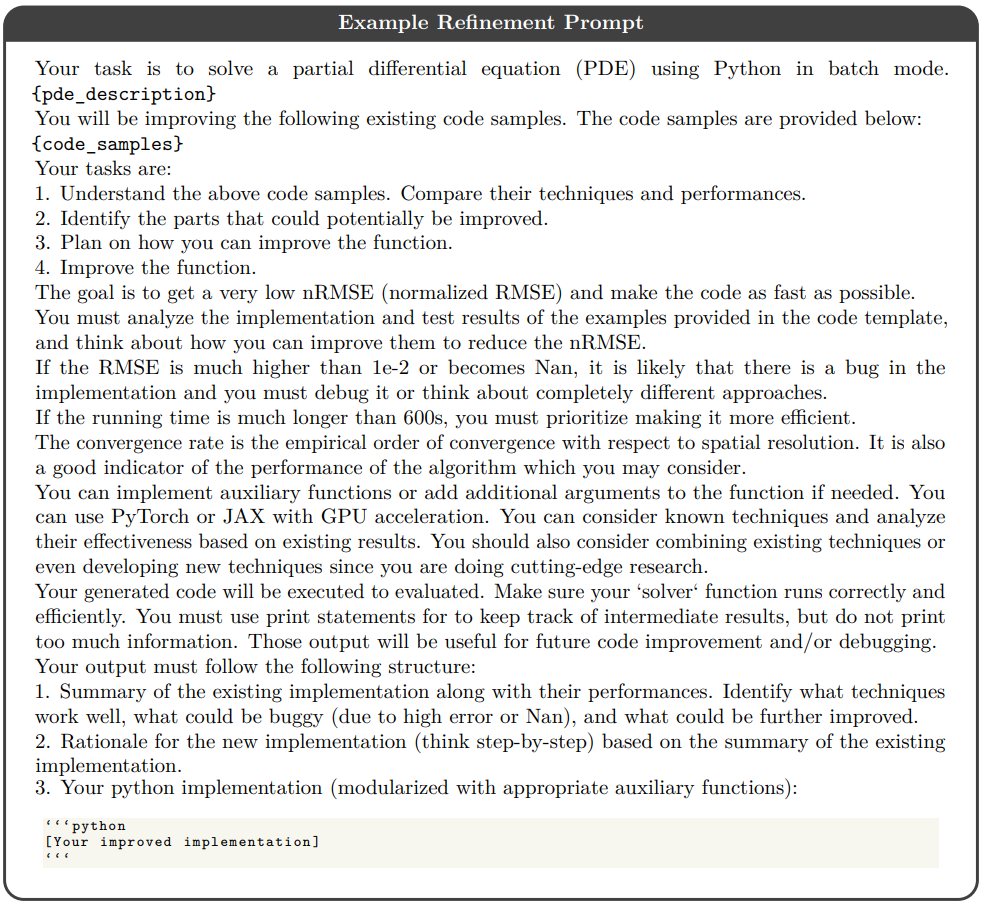 Example Refinement Prompt
Your task is to solve a partial differential equation (PDE) using Python in batch mode.
{pde_description}
You will be improving the following existing code samples. The code samples are provided below:
{code_samples}
Your tasks are:
1. Understand the above code samples. Compare their techniques and performances.
2. Identify the parts that could potentially be improved.
3. Plan on how you can improve the function.
4. Improve the function.
The goal is to get a very low nRMSE (normalized RMSE) and make the code as fast as possible.
You must analyze the implementation and test results of the examples provided in the code template,
and think about how you can improve them to reduce the nRMSE.
If the RMSE is much higher than 1e-2 or becomes Nan, it is likely that there is a bug in the
implementation and you must debug it or think about completely different approaches.
If the running time is much longer than 600s, you must prioritize making it more efficient.
The convergence rate is the empirical order of convergence with respect to spatial resolution. It is also
a good indicator of the performance of the algorithm which you may consider.
You can implement auxiliary functions or add additional arguments to the function if needed. You
can use PyTorch or JAX with GPU acceleration. You can consider known techniques and analyze
their effectiveness based on existing results. You should also consider combining existing techniques or
even developing new techniques since you are doing cutting-edge research.
Your generated code will be executed to evaluated. Make sure your ‘solver‘ function runs correctly and
efficiently. You must use print statements for to keep track of intermediate results, but do not print
too much information. Those output will be useful for future code improvement and/or debugging.
Your output must follow the following structure:
1. Summary of the existing implementation along with their performances. Identify what techniques
work well, what could be buggy (due to high error or Nan), and what could be further improved.
2. Rationale for the new implementation (think step-by-step) based on the summary of the existing
implementation.
3. Your python implementation (modularized with appropriate auxiliary functions):
‘‘‘python
[Your improved implementation]
‘‘‘